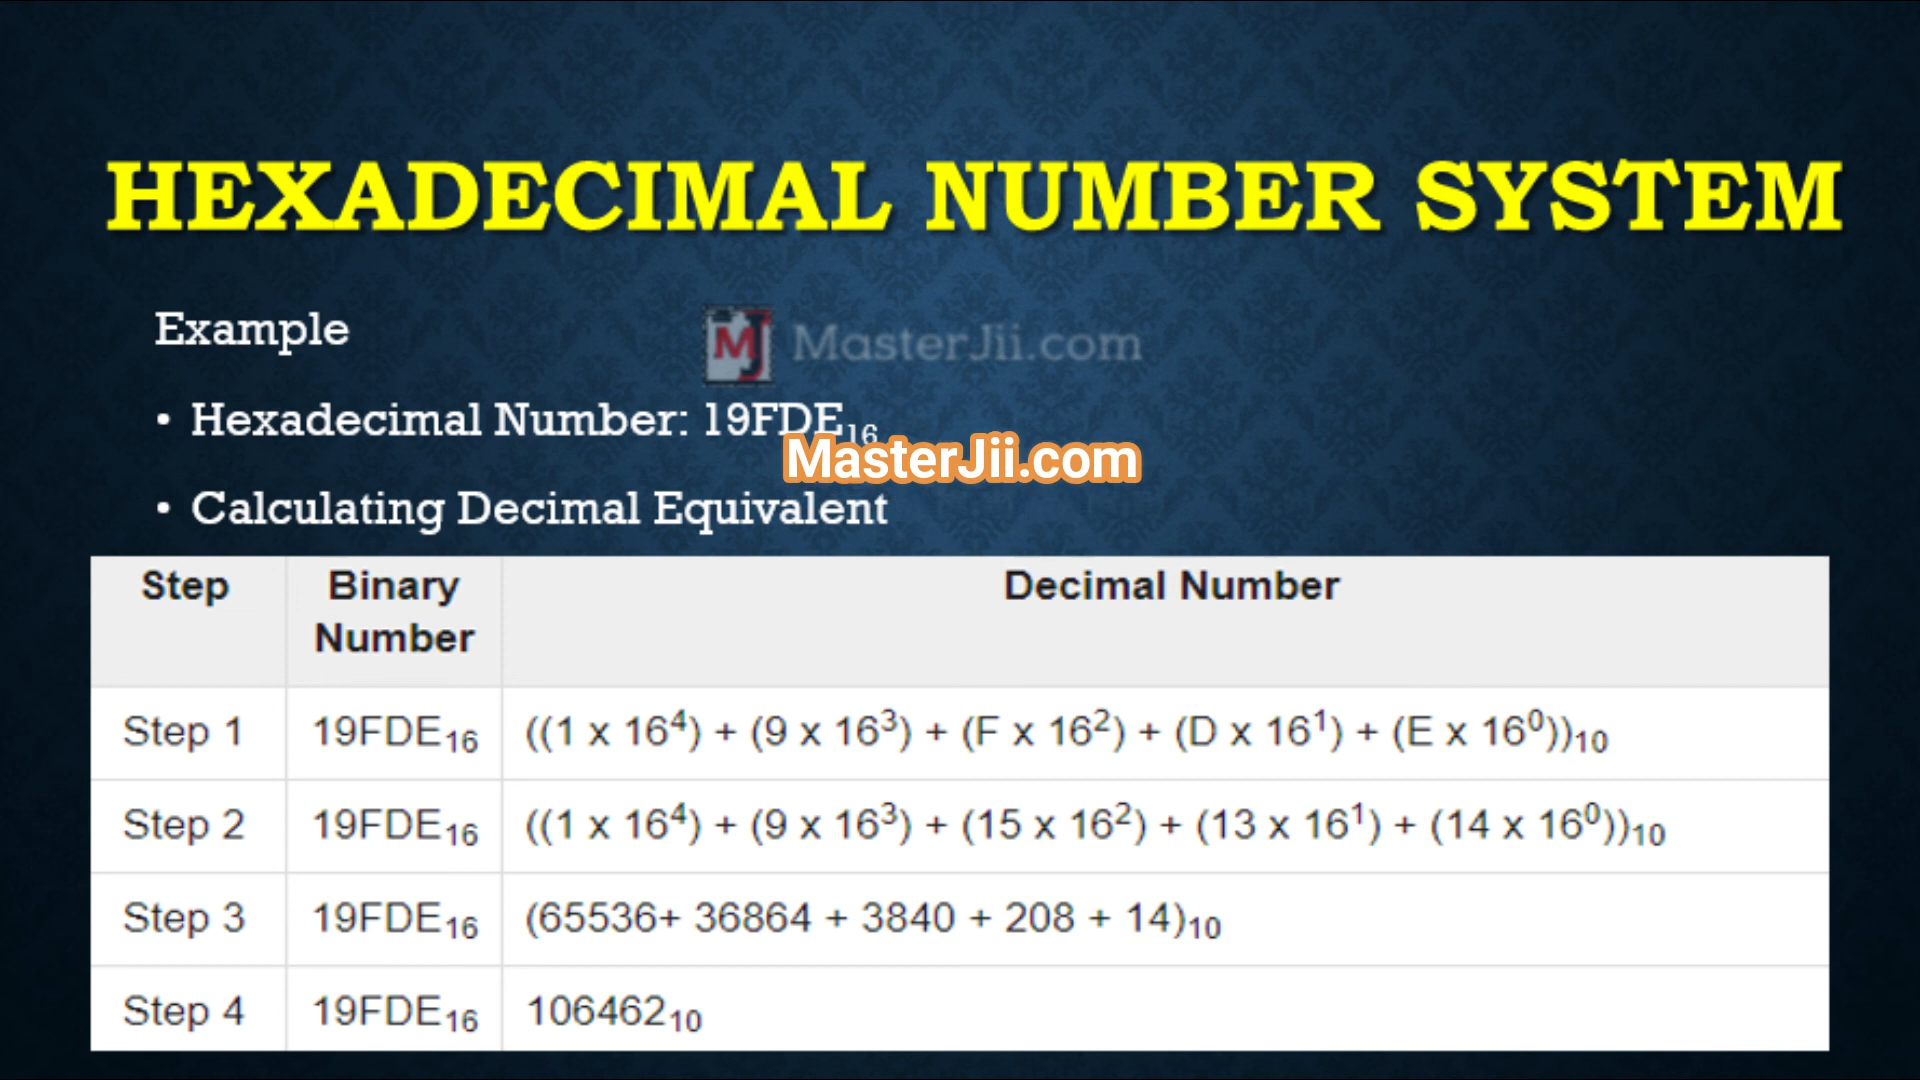 HEXADECIMAL NUMBER SYSTEM
Example
MJ MasterJii.com
• Hexadecimal Number: 19FDE₁₆
MasterJii.com
• Calculating Decimal Equivalent
Step Binary Number Decimal Number
Step 1 19FDE₁₆ ((1 x 16⁴) + (9 x 16³) + (F x 16²) + (D x 16¹) + (E x 16⁰))₁₀
Step 2 19FDE₁₆ ((1 x 16⁴) + (9 x 16³) + (15 x 16²) + (13 x 16¹) + (14 x 16⁰))₁₀
Step 3 19FDE₁₆ (65536+ 36864 + 3840 + 208 + 14)₁₀
Step 4 19FDE₁₆ 106462₁₀